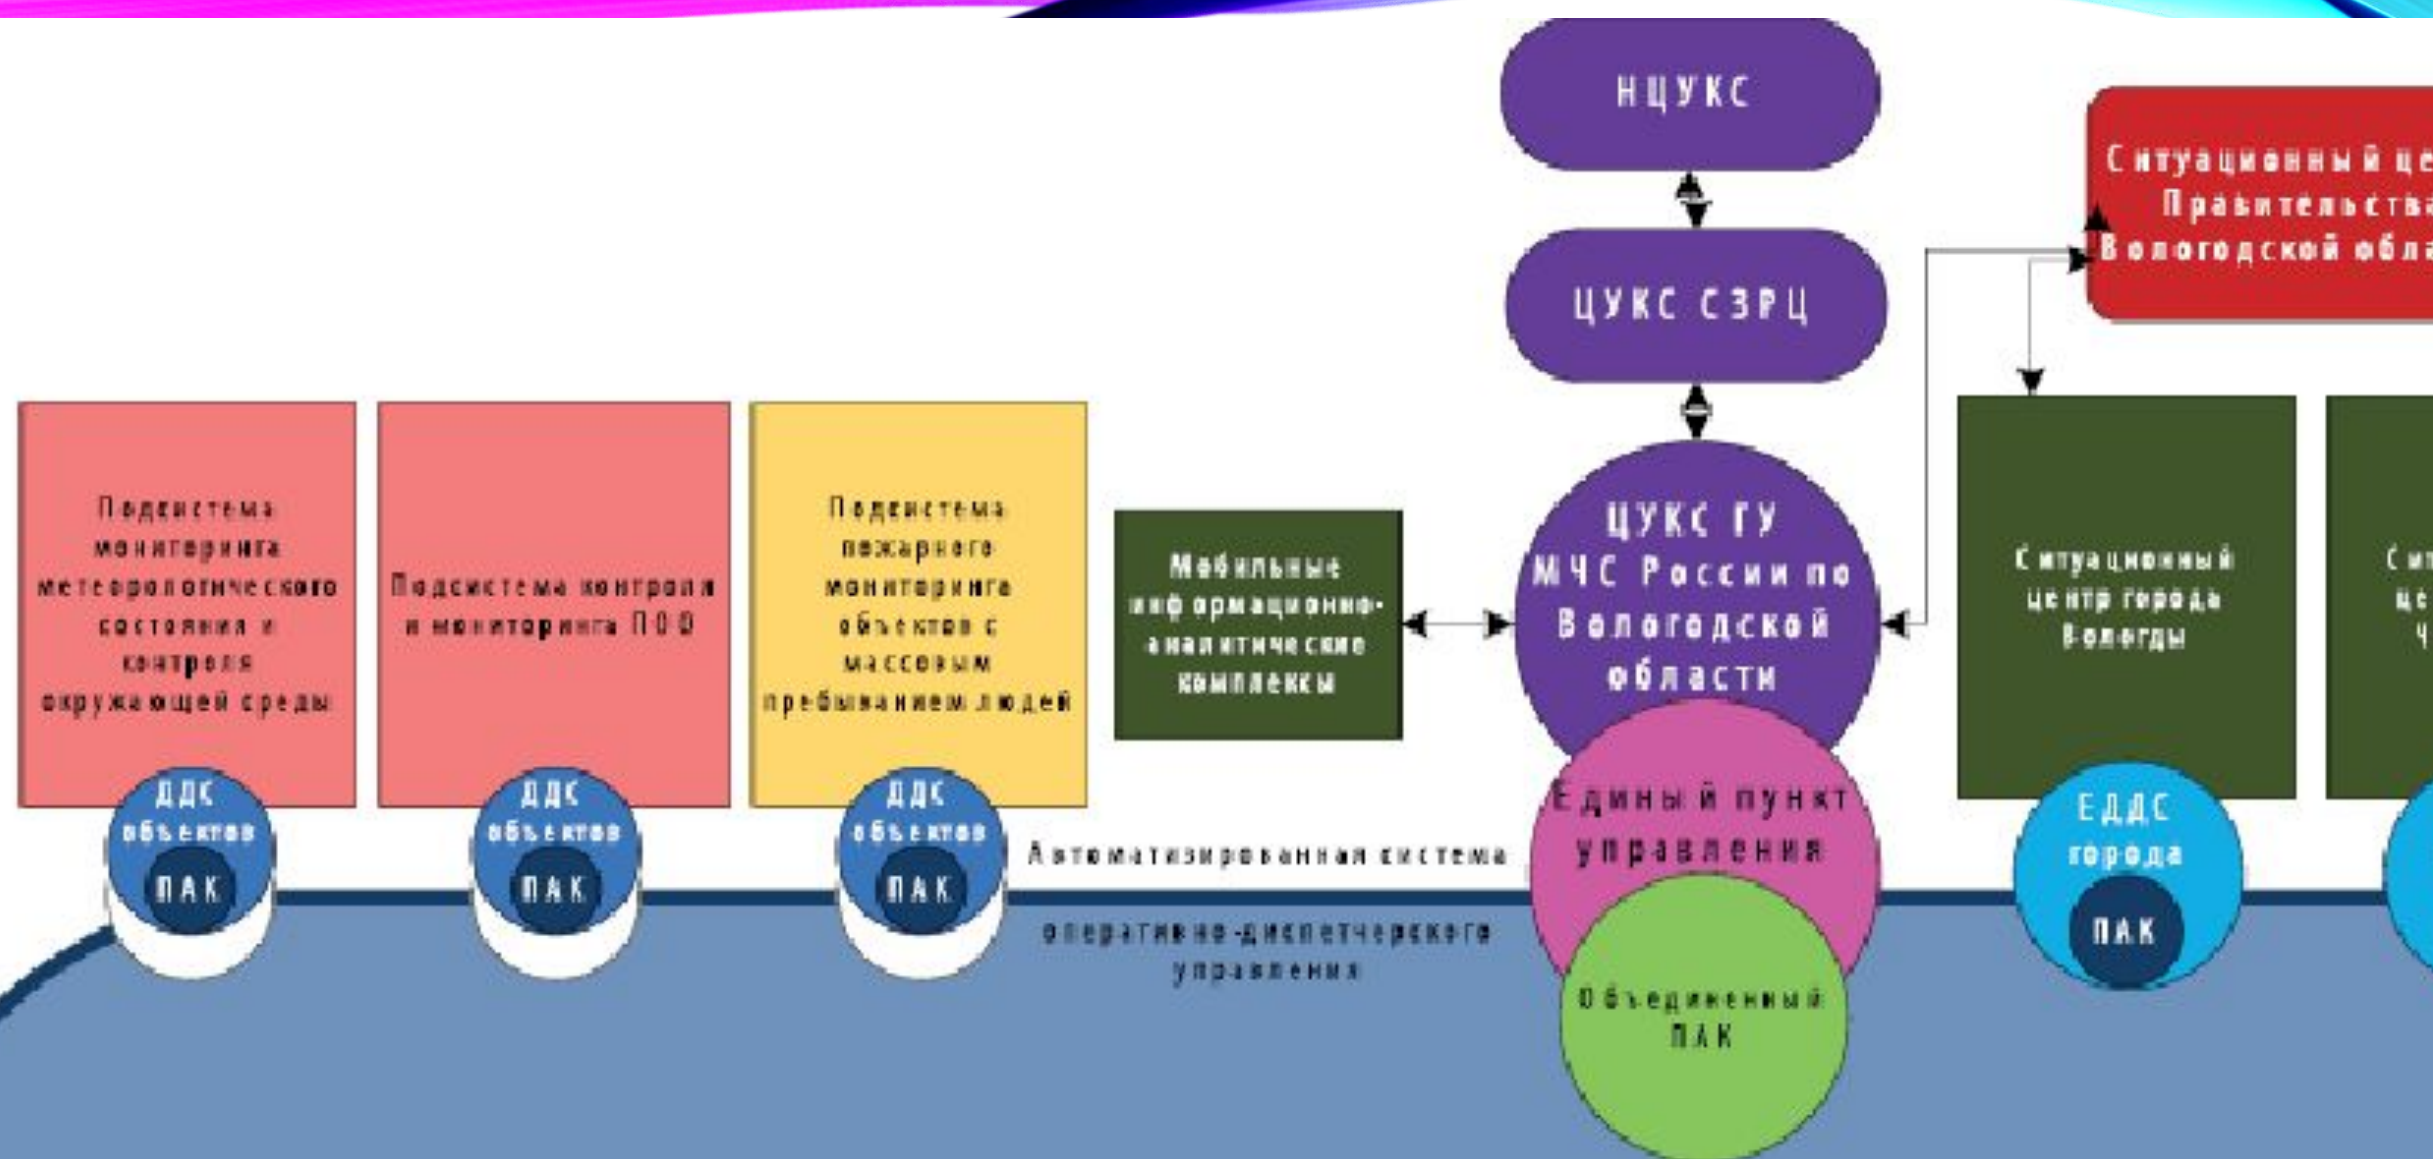 НЦУКС
ЦУКС СЗРЦ
Ситуационный
Правительства
Вологодской
Подсистема
мониторинга
метеорологического
состояния и
контроля
окружающей среды
Подсистема контроля
и мониторинга ПОО
Подсистема
пожарного
мониторинга
объектов с
массовым
пребыванием людей
Мобильные
информационно-
аналитические
комплексы
ЦУКС ГУ
МЧС России по
Вологодской
области
Ситуационный
центр города
Вологды
ДДС
объектов
ПАК
ДДС
объектов
ПАК
ДДС
объектов
ПАК
Автоматизированная система
оперативно-диспетчерского
управления
Единый пункт
управления
Объединенный
ПАК
ЕДДС
города
ПАК